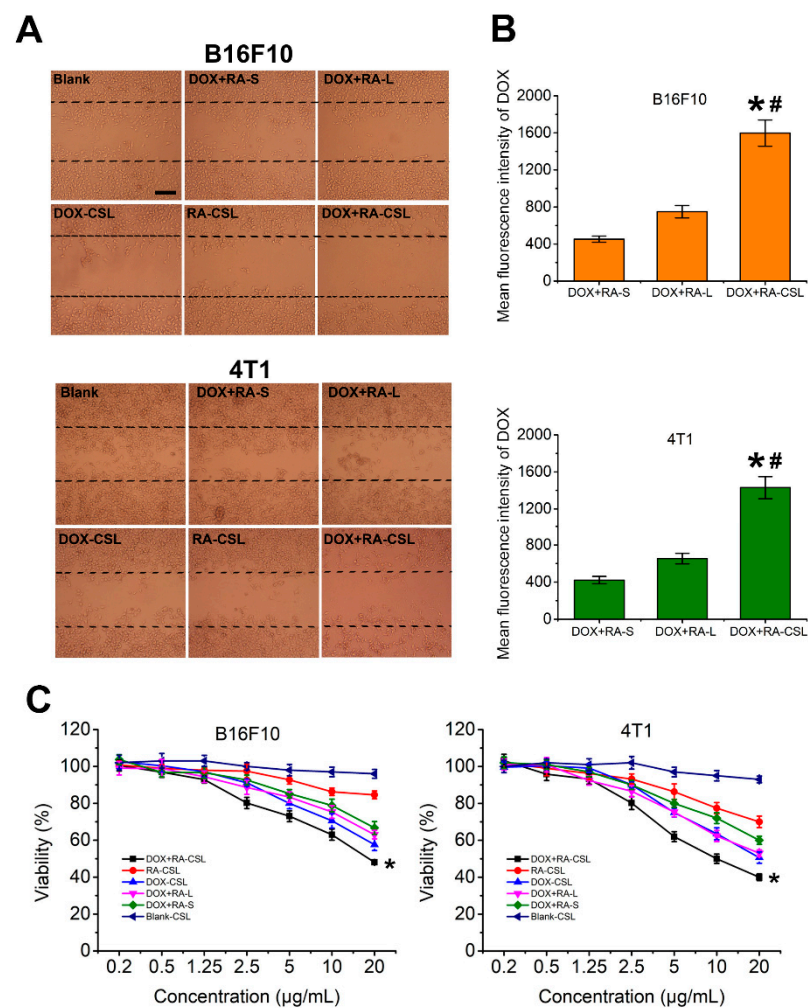 A
B16F10
Blank
DOX+RA-S
DOX+RA-L
DOX-CSL
RA-CSL
DOX+RA-CSL
4T1
Blank
DOX+RA-S
DOX+RA-L
DOX-CSL
RA-CSL
DOX+RA-CSL
B
Mean fluorescence intensity of DOX
2000
1600
1200
800
400
0
B16F10
*#
DOX+RA-S DOX+RA-L DOX+RA-CSL
Mean fluorescence intensity of DOX
2000
1600
1200
800
400
0
4T1
*#
DOX+RA-S DOX+RA-L DOX+RA-CSL
C
B16F10
Viability (%)
120
100
80
60
40
20
0
DOX+RA-CSL
RA-CSL
DOX-CSL
DOX+RA-L
DOX+RA-S
Blank-CSL
*
0.2 0.5 1.25 2.5 5 10 20
Concentration (µg/mL)
4T1
Viability (%)
120
100
80
60
40
20
0
DOX+RA-CSL
RA-CSL
DOX-CSL
DOX+RA-L
DOX+RA-S
Blank-CSL
*
0.2 0.5 1.25 2.5 5 10 20
Concentration (µg/mL)